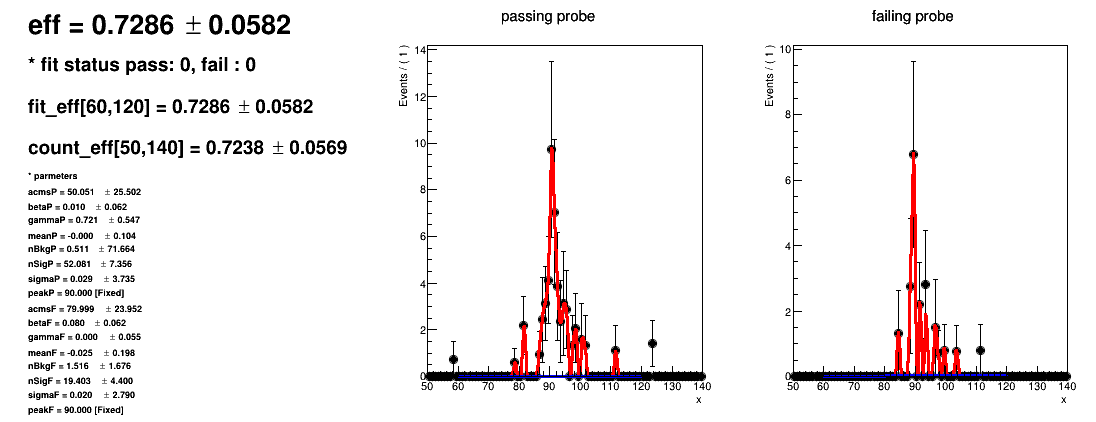 eff = 0.7286 ± 0.0582
* fit status pass: 0, fail : 0
fit_eff[60,120] = 0.7286 ± 0.0582
count_eff[50,140] = 0.7238 ± 0.0569
* parmeters
acmsP = 50.051 ± 25.502
betaP = 0.010 ± 0.062
gammaP = 0.721 ± 0.547
meanP = -0.000 ± 0.104
nBkgP = 0.511 ± 71.664
nSigP = 52.081 ± 7.356
sigmaP = 0.029 ± 3.735
peakP = 90.000 [Fixed]
acmsF = 79.999 ± 23.952
betaF = 0.080 ± 0.062
gammaF = 0.000 ± 0.055
meanF = -0.025 ± 0.198
nBkgF = 1.516 ± 1.676
nSigF = 19.403 ± 4.400
sigmaF = 0.020 ± 2.790
peakF = 90.000 [Fixed]
passing probe
Events / ( 1 )
14
12
10
8
6
4
2
0
50 60 70 80 90 100 110 120 130 140
x
failing probe
Events / ( 1 )
10
8
6
4
2
0
50 60 70 80 90 100 110 120 130 140
x